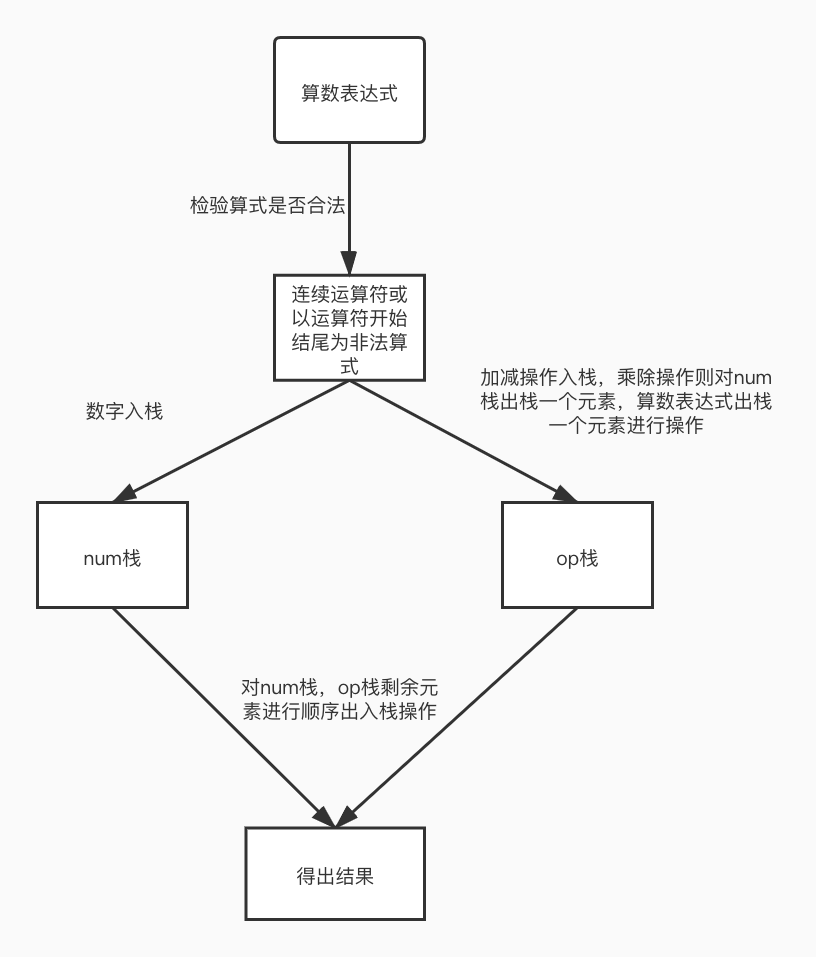 算数表达式
检验算式是否合法
连续运算符或
以运算符开始
结尾为非法算
式
加减操作入栈，乘除操作则对num
栈出栈一个元素，算数表达式出栈
一个元素进行操作
数字入栈
num栈
op栈
对num栈，op栈剩余元
素进行顺序出入栈操作
得出结果